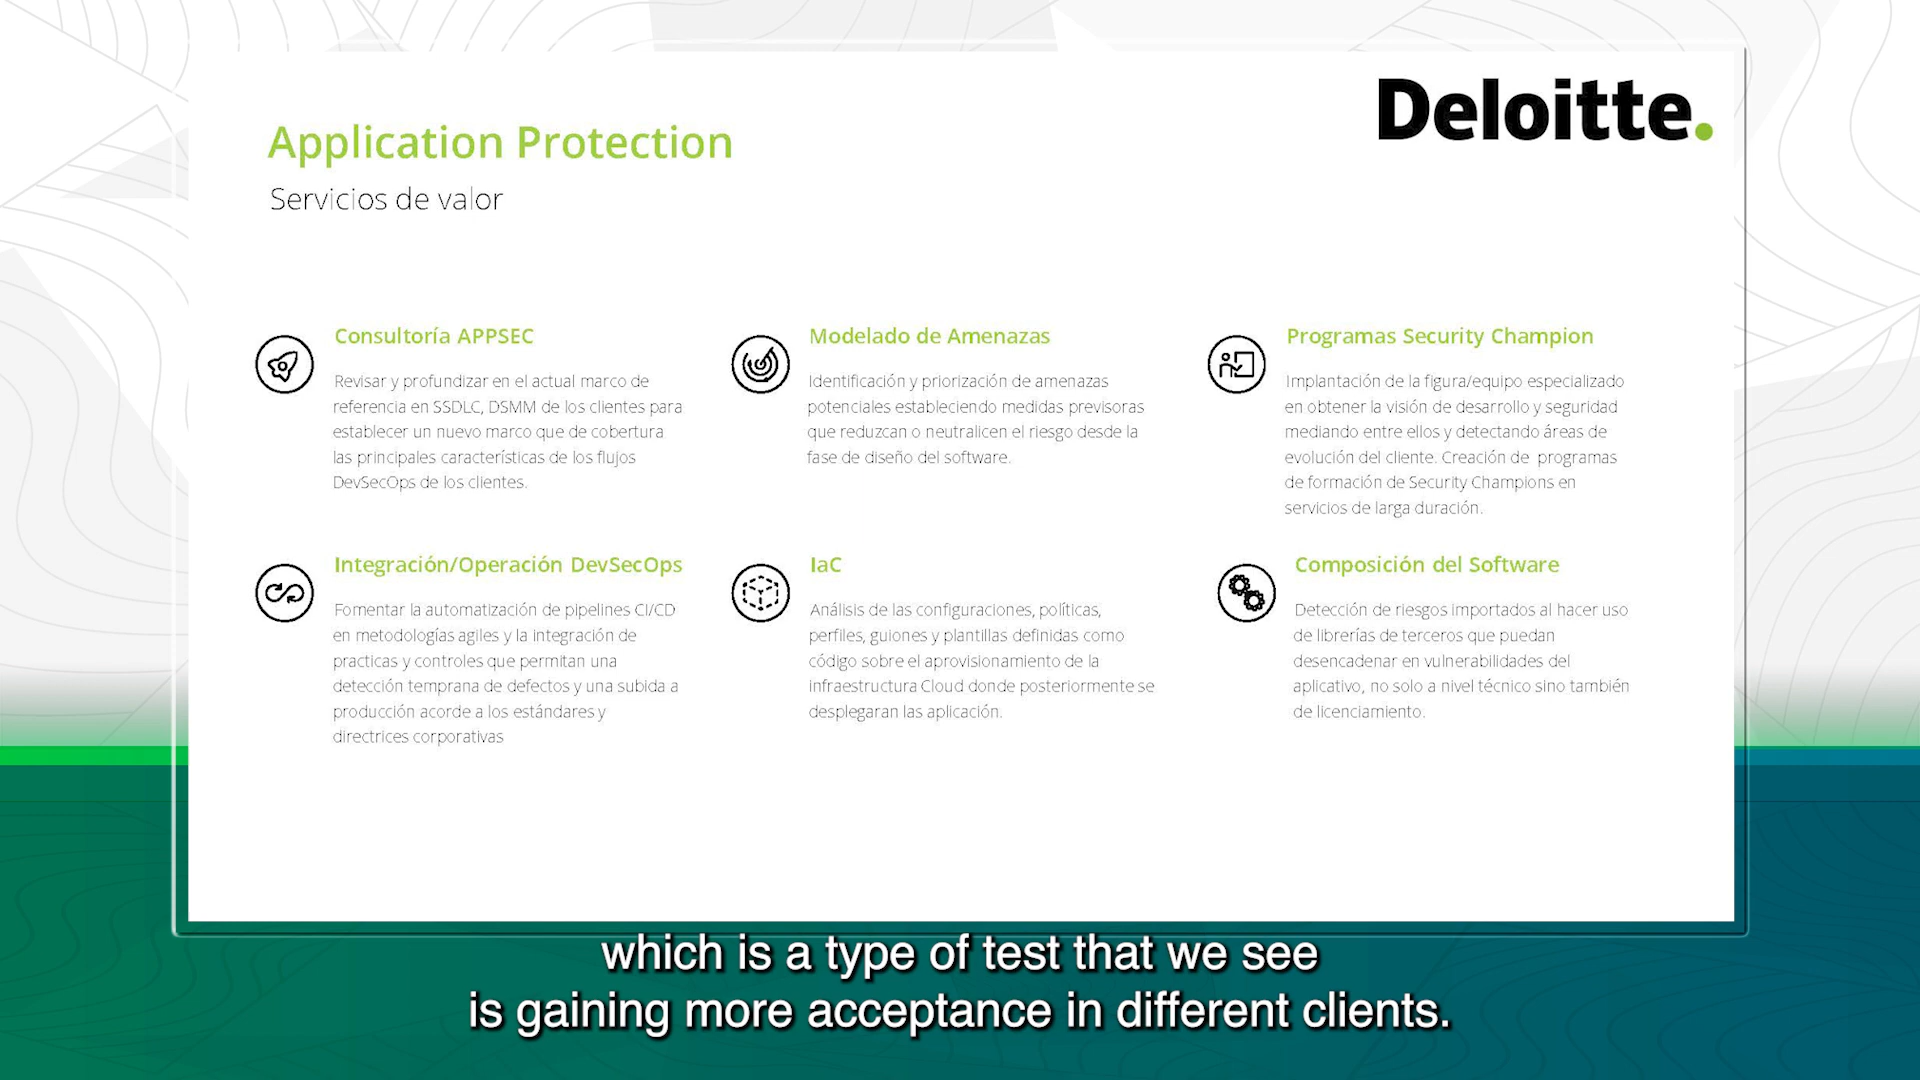 Deloitte.
Application Protection
Servicios de valor
Consultoría APPSEC
Revisar y profundizar en el actual marco de
referencia en SSDLC, DSMM de los clientes para
establecer un nuevo marco que de cobertura
las principales características de los flujos
DevSecOps de los clientes.
Modelado de Amenazas
Identificación y priorización de amenazas
potenciales estableciendo medidas previsoras
que reduzcan o neutralicen el riesgo desde la
fase de diseño del software.
Programas Security Champion
Implantación de la figura/equipo especializado
en obtener la visión de desarrollo y seguridad
mediando entre ellos y detectando áreas de
evolución del cliente. Creación de programas
de formación de Security Champions en
servicios de larga duración.
Integración/Operación DevSecOps
Fomentar la automatización de pipelines CI/CD
en metodologías agiles y la integración de
practicas y controles que permitan una
detección temprana de defectos y una subida a
producción acorde a los estándares y
directrices corporativas
IaC
Análisis de las configuraciones, políticas,
perfiles, guiones y plantillas definidas como
código sobre el aprovisionamiento de la
infraestructura Cloud donde posteriormente se
desplegaran las aplicación.
Composición del Software
Detección de riesgos importados al hacer uso
de librerías de terceros que puedan
desencadenar en vulnerabilidades del
aplicativo, no solo a nivel técnico sino también
de licenciamiento.
which is a type of test that we see
is gaining more acceptance in different clients.